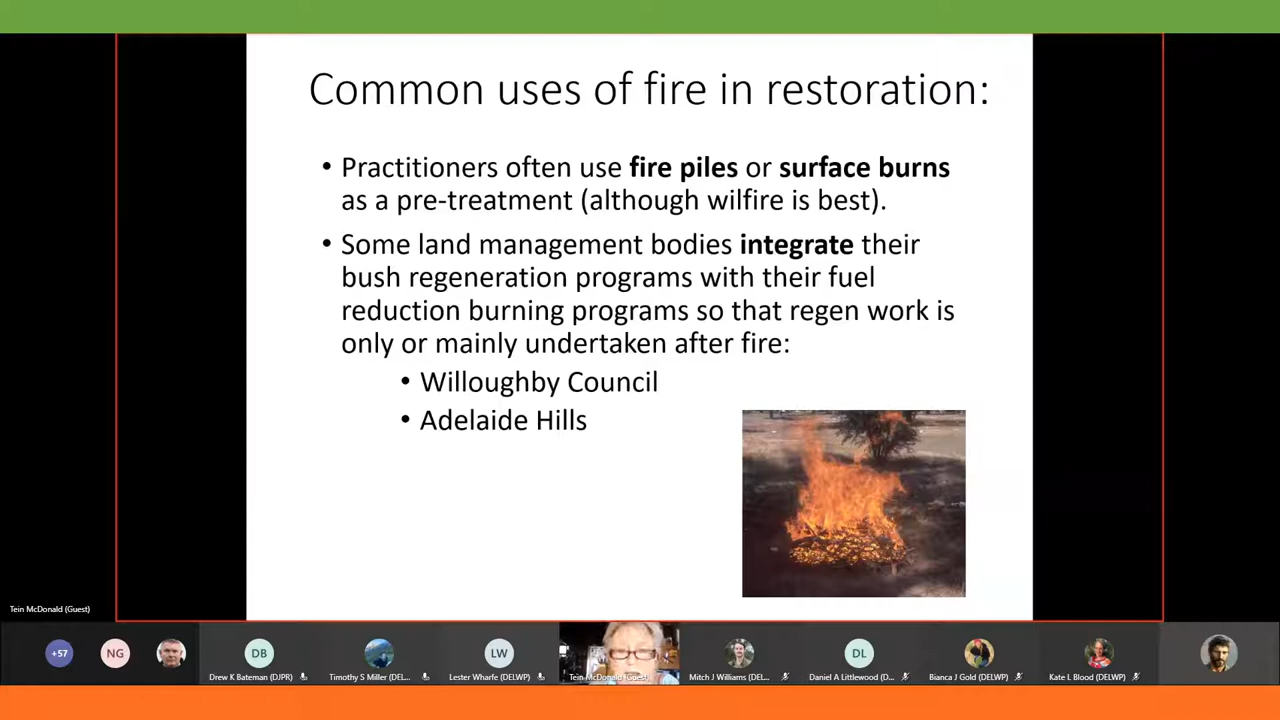 Common uses of fire in restoration:
• Practitioners often use fire piles or surface burns
as a pre-treatment (although wilfire is best).
• Some land management bodies integrate their
bush regeneration programs with their fuel
reduction burning programs so that regen work is
only or mainly undertaken after fire:
• Willoughby Council
• Adelaide Hills
Tein McDonald (Guest)
+57
NG
DB
LW
DL
Drew K Bateman (DJPR)
Timothy S Miller (DEL...
Lester Wharfe (DELWP)
Tein McDonald (Guest)
Mitch J Williams (DEL...
Daniel A Littlewood (D...
Bianca J Gold (DELWP)
Kate L Blood (DELWP)